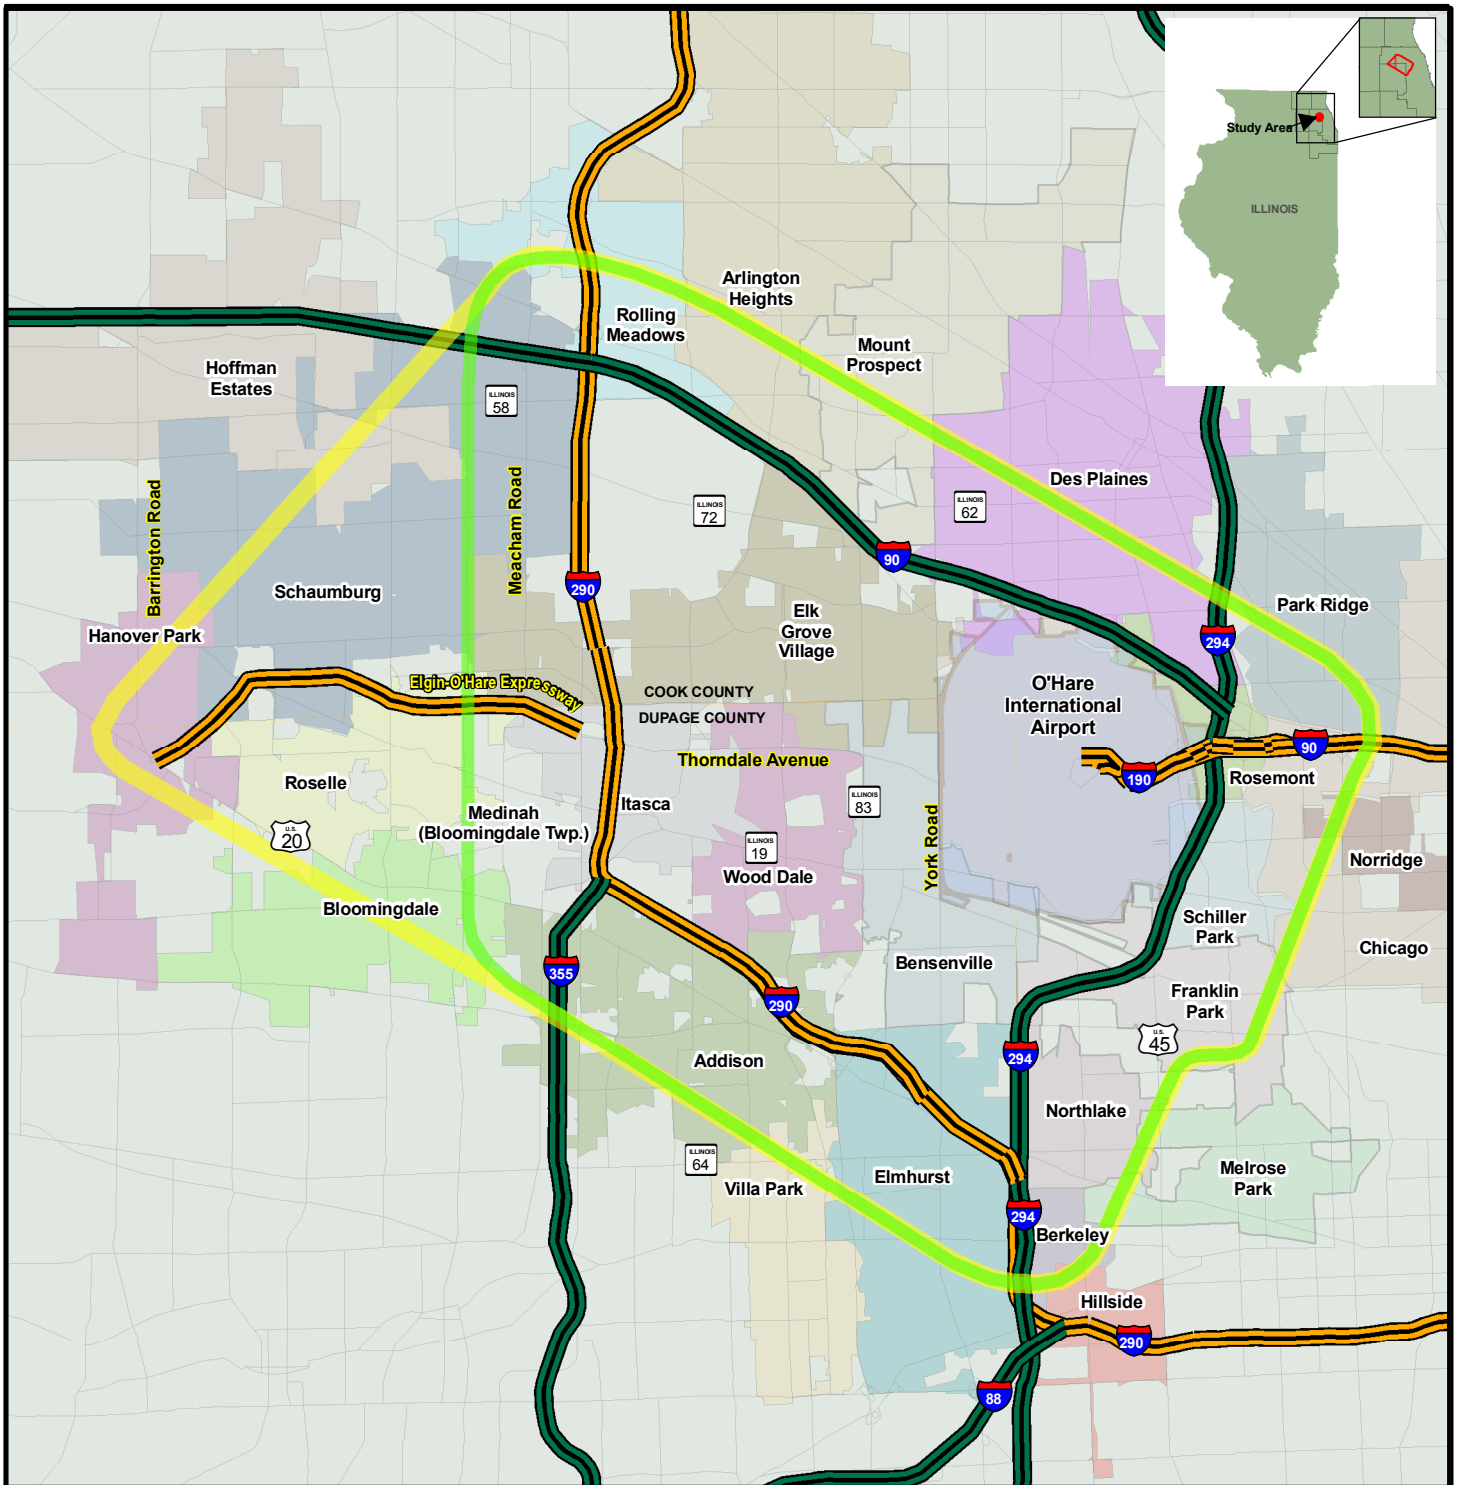 Study Area
ILLINOIS
Arlington
Heights
Rolling
Meadows
Mount
Prospect
Hoffman
Estates
ILLINOIS
58
Des Plaines
Barrington Road
Meacham Road
ILLINOIS
72
ILLINOIS
62
90
290
Schaumburg
Elk
Grove
Village
Park Ridge
Hanover Park
294
Elgin-O'Hare Expressway
COOK COUNTY
DUPAGE COUNTY
O'Hare
International
Airport
Thorndale Avenue
90
190
Rosemont
Roselle
Itasca
ILLINOIS
83
Medinah
(Bloomingdale Twp.)
U.S.
20
York Road
ILLINOIS
19
Wood Dale
Norridge
Bloomingdale
Schiller
Park
Chicago
Bensenville
355
Franklin
Park
290
U.S.
45
294
Addison
Northlake
ILLINOIS
64
Villa Park
Elmhurst
Melrose
Park
294
Berkeley
Hillside
290
88